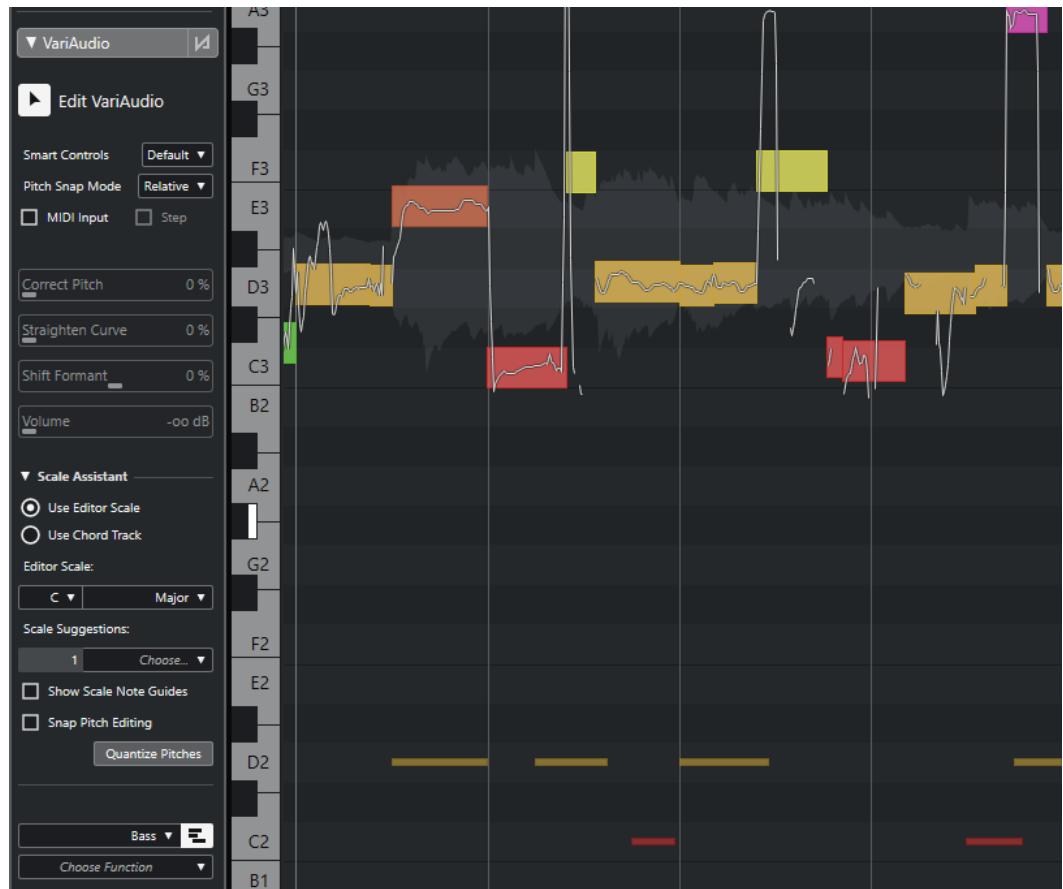 VariAudio
Edit VariAudio
Smart Controls Default
Pitch Snap Mode Relative
MIDI Input Step
Correct Pitch 0 %
Straighten Curve 0 %
Shift Formant 0 %
Volume -oo dB
Scale Assistant
Use Editor Scale
Use Chord Track
Editor Scale:
C Major
Scale Suggestions:
1 Choose...
Show Scale Note Guides
Snap Pitch Editing
Quantize Pitches
Bass
Choose Function
A3
G3
F3
E3
D3
C3
B2
A2
G2
F2
E2
D2
C2
B1